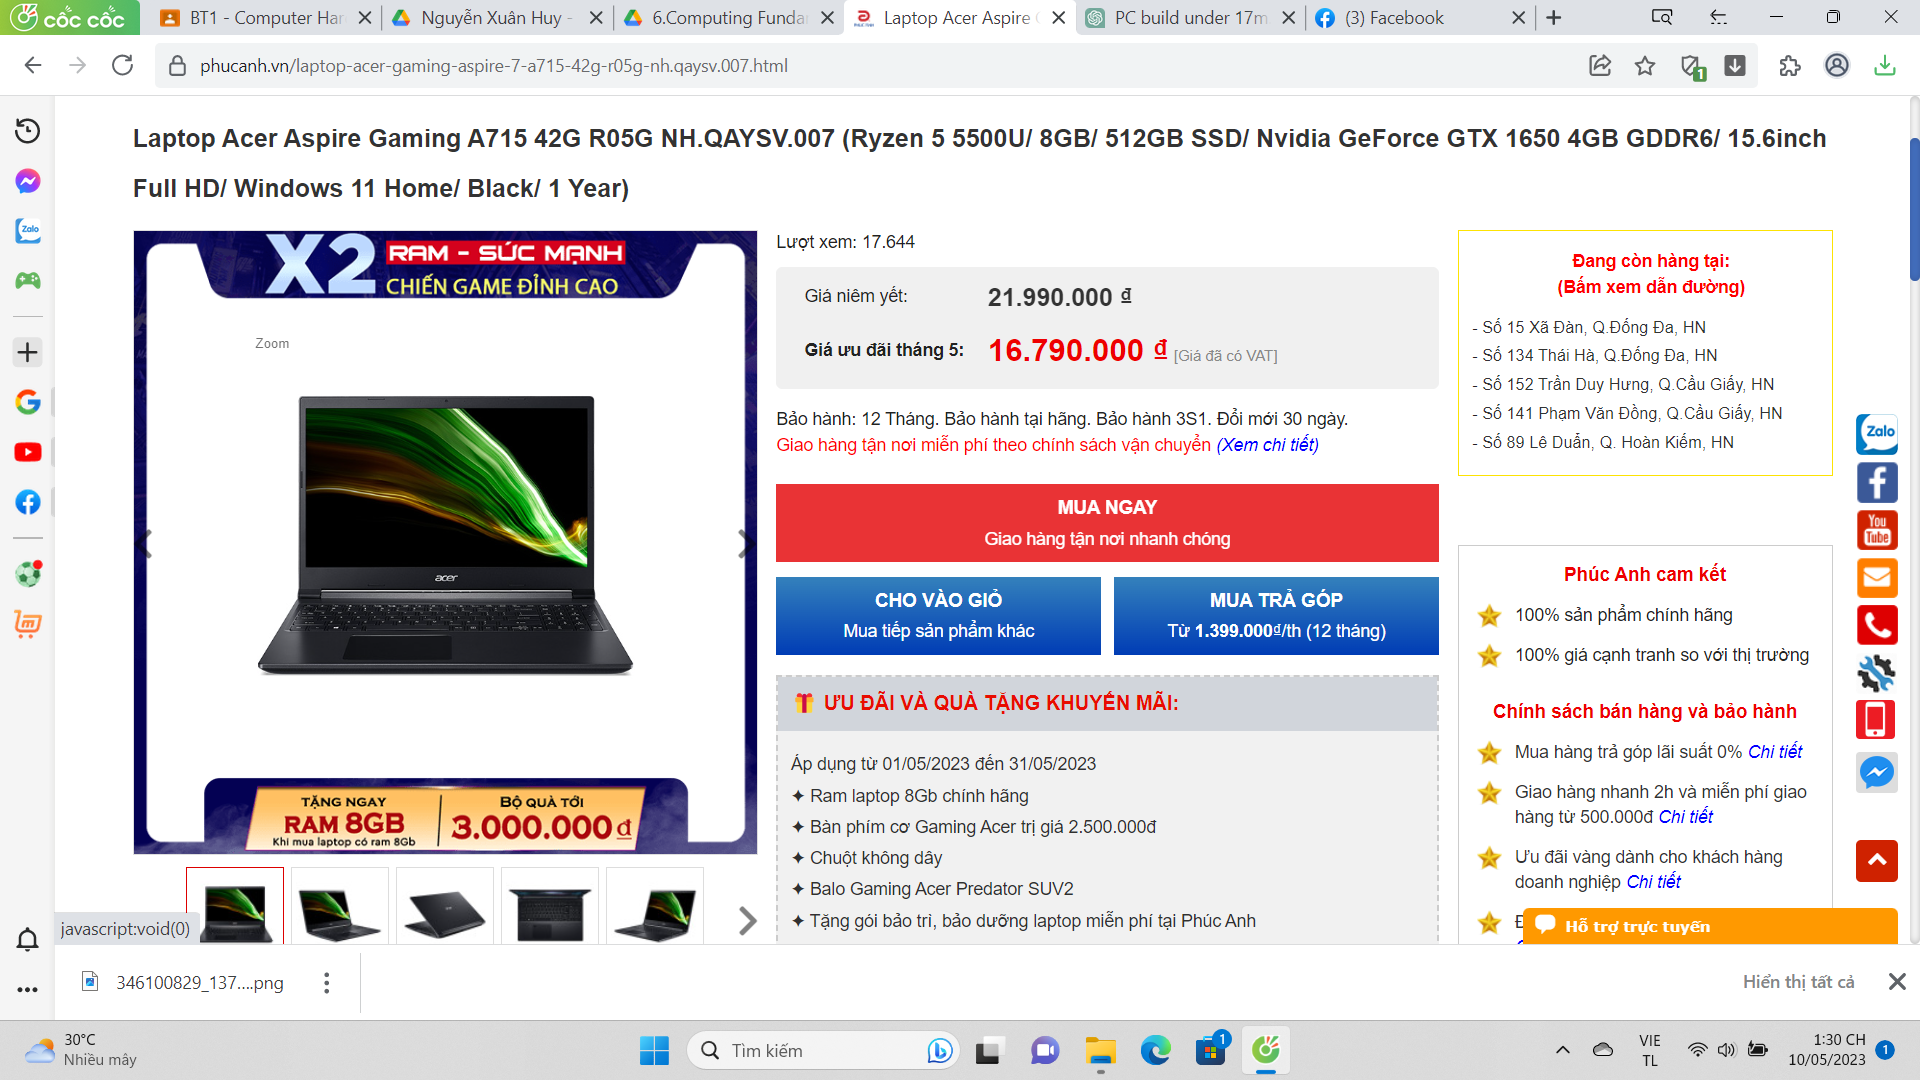 cốc cốc
BT1 - Computer Har
Nguyễn Xuân Huy -
6.Computing Funda
Laptop Acer Aspire
PC build under 17m
(3) Facebook
phucanh.vn/laptop-acer-gaming-aspire-7-a715-42g-r05g-nh.qaysv.007.html
1
Laptop Acer Aspire Gaming A715 42G R05G NH.QAYSV.007 (Ryzen 5 5500U/ 8GB/ 512GB SSD/ Nvidia GeForce GTX 1650 4GB GDDR6/ 15.6inch
Full HD/ Windows 11 Home/ Black/ 1 Year)
Zalo
X2 RAM - SỨC MẠNH
CHIẾN GAME ĐỈNH CAO
Zoom
acer
TẶNG NGAY
RAM 8GB
Khi mua laptop có ram 8Gb
BỘ QUÀ TỚI
3.000.000đ
Lượt xem: 17.644
Giá niêm yết: 21.990.000 ₫
Giá ưu đãi tháng 5: 16.790.000 ₫ [Giá đã có VAT]
Bảo hành: 12 Tháng. Bảo hành tại hãng. Bảo hành 3S1. Đổi mới 30 ngày.
Giao hàng tận nơi miễn phí theo chính sách vận chuyển (Xem chi tiết)
MUA NGAY
Giao hàng tận nơi nhanh chóng
CHO VÀO GIỎ
Mua tiếp sản phẩm khác
MUA TRẢ GÓP
Từ 1.399.000₫/th (12 tháng)
ƯU ĐÃI VÀ QUÀ TẶNG KHUYẾN MÃI:
Áp dụng từ 01/05/2023 đến 31/05/2023
✦ Ram laptop 8Gb chính hãng
✦ Bàn phím cơ Gaming Acer trị giá 2.500.000đ
✦ Chuột không dây
✦ Balo Gaming Acer Predator SUV2
✦ Tặng gói bảo trì, bảo dưỡng laptop miễn phí tại Phúc Anh
Đang còn hàng tại:
(Bấm xem dẫn đường)
- Số 15 Xã Đàn, Q.Đống Đa, HN
- Số 134 Thái Hà, Q.Đống Đa, HN
- Số 152 Trần Duy Hưng, Q.Cầu Giấy, HN
- Số 141 Phạm Văn Đồng, Q.Cầu Giấy, HN
- Số 89 Lê Duẩn, Q. Hoàn Kiếm, HN
Phúc Anh cam kết
100% sản phẩm chính hãng
100% giá cạnh tranh so với thị trường
Chính sách bán hàng và bảo hành
Mua hàng trả góp lãi suất 0% Chi tiết
Giao hàng nhanh 2h và miễn phí giao
hàng từ 500.000đ Chi tiết
Ưu đãi vàng dành cho khách hàng
doanh nghiệp Chi tiết
Hỗ trợ trực tuyến
Zalo
You
Tube
javascript:void(0)
346100829_137....png
Hiển thị tất cả
30°C
Nhiều mây
Tìm kiếm
1
VIE
TL
1:30 CH
10/05/2023
1